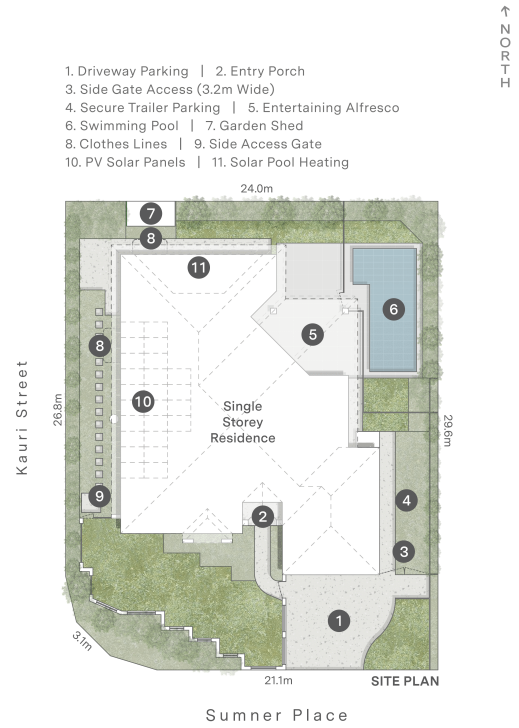 ↑ NORTH
1. Driveway Parking | 2. Entry Porch
3. Side Gate Access (3.2m Wide)
4. Secure Trailer Parking | 5. Entertaining Alfresco
6. Swimming Pool | 7. Garden Shed
8. Clothes Lines | 9. Side Access Gate
10. PV Solar Panels | 11. Solar Pool Heating
24.0m
7
8
11
6
5
8
Kauri Street
26.8m
10
Single
Storey
Residence
29.6m
9
4
2
3
1
3.1m
21.1m
SITE PLAN
Sumner Place